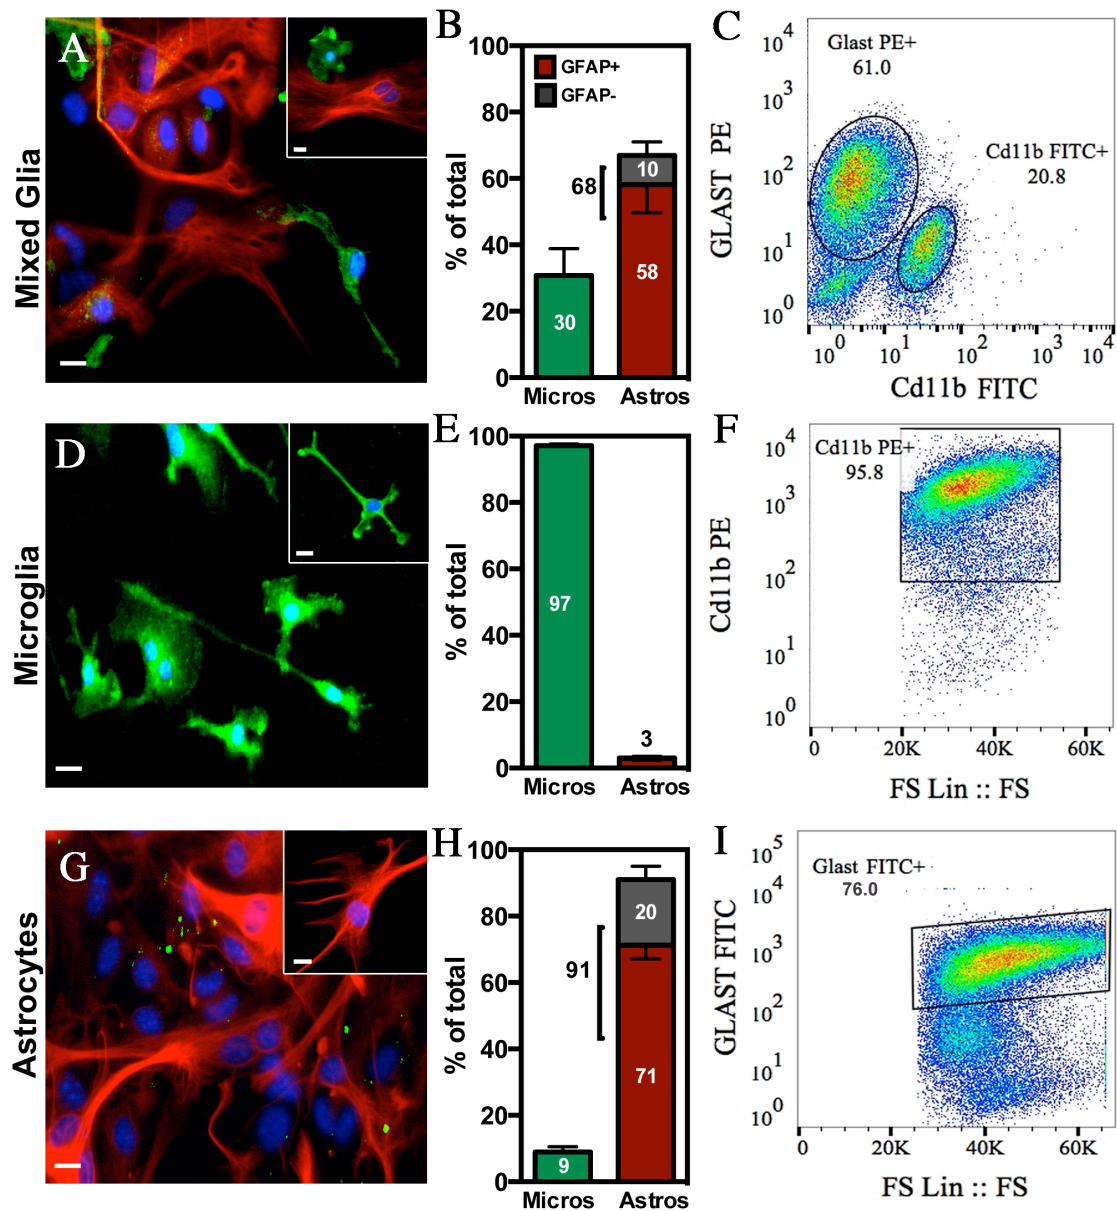 Mixed Glia
A
B
100
80
60
40
20
0
% of total
GFAP+
GFAP-
68
10
58
30
Micros Astros
C
10^4
10^3
10^2
10^1
10^0
GLAST PE
Glast PE+
61.0
Cd11b FITC+
20.8
10^0 10^1 10^2 10^3 10^4
Cd11b FITC
Microglia
D
E
100
80
60
40
20
0
% of total
97
3
Micros Astros
F
10^4
10^3
10^2
10^1
10^0
Cd11b PE
Cd11b PE+
95.8
0 20K 40K 60K
FS Lin :: FS
Astrocytes
G
H
100
80
60
40
20
0
% of total
91
20
71
9
Micros Astros
I
10^5
10^4
10^3
10^2
10^1
10^0
GLAST FITC
Glast FITC+
76.0
0 20K 40K 60K
FS Lin :: FS